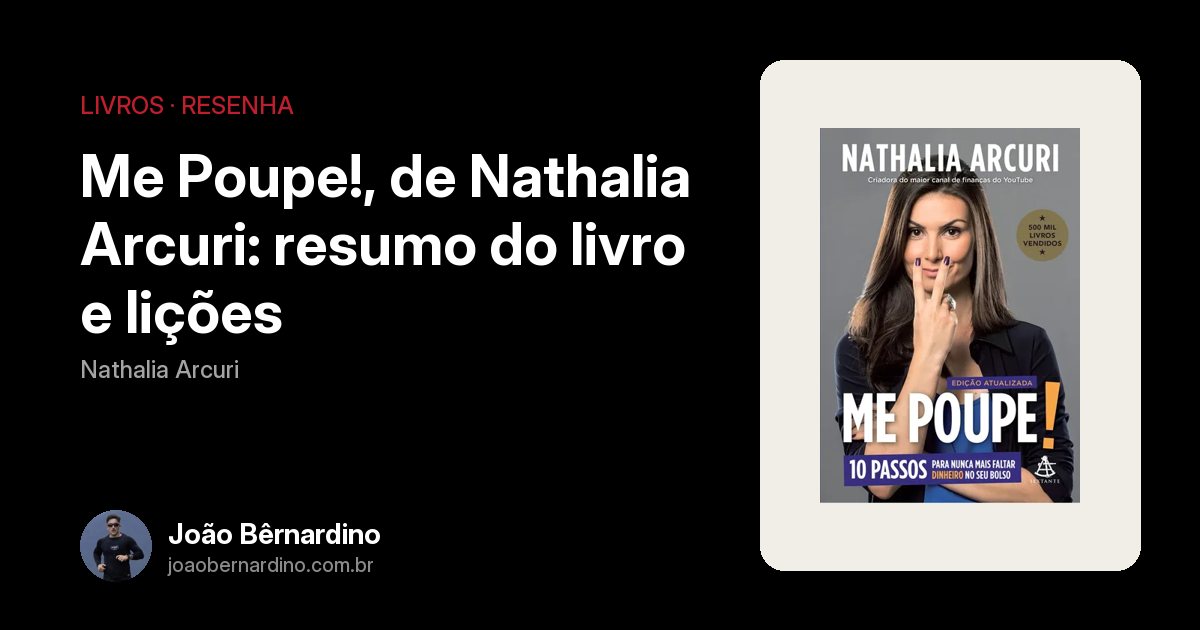 LIVROS · RESENHA
Me Poupe!, de Nathalia
Arcuri: resumo do livro
e lições
Nathalia Arcuri
João Bêrnardino
joaobernardino.com.br
NATHALIA ARCURI
Criadora do maior canal de finanças do YouTube
500 MIL
LIVROS
VENDIDOS
EDIÇÃO ATUALIZADA
ME POUPE!
10 PASSOS PARA NUNCA MAIS FALTAR
DINHEIRO NO SEU BOLSO
SEXTANTE